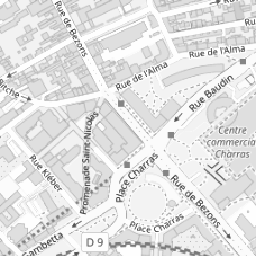 Rue de Bezons
Rue de l'Alma
Rue de l'Alma
Rue Baudin
Centre
commercia
Charras
Promenade Saint-Nicolas
Rue Kléber
Place Charras
Rue de Bezons
Place Charras
Gambetta
D 9